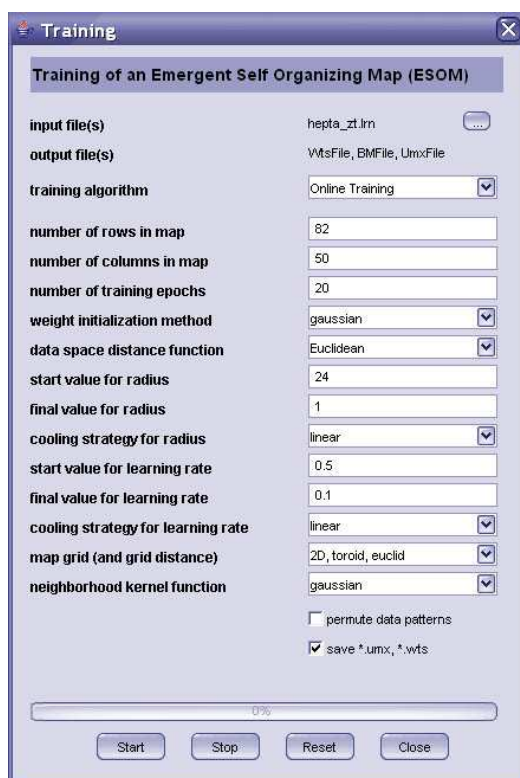 Training
Training of an Emergent Self Organizing Map (ESOM)
input file(s) hepta_zt.lrn ...
output file(s) WtsFile, BMFile, UmxFile
training algorithm Online Training
number of rows in map 82
number of columns in map 50
number of training epochs 20
weight initialization method gaussian
data space distance function Euclidean
start value for radius 24
final value for radius 1
cooling strategy for radius linear
start value for learning rate 0.5
final value for learning rate 0.1
cooling strategy for learning rate linear
map grid (and grid distance) 2D, toroid, euclid
neighborhood kernel function gaussian
permute data patterns
save *.umx, *.wts
0%
Start Stop Reset Close